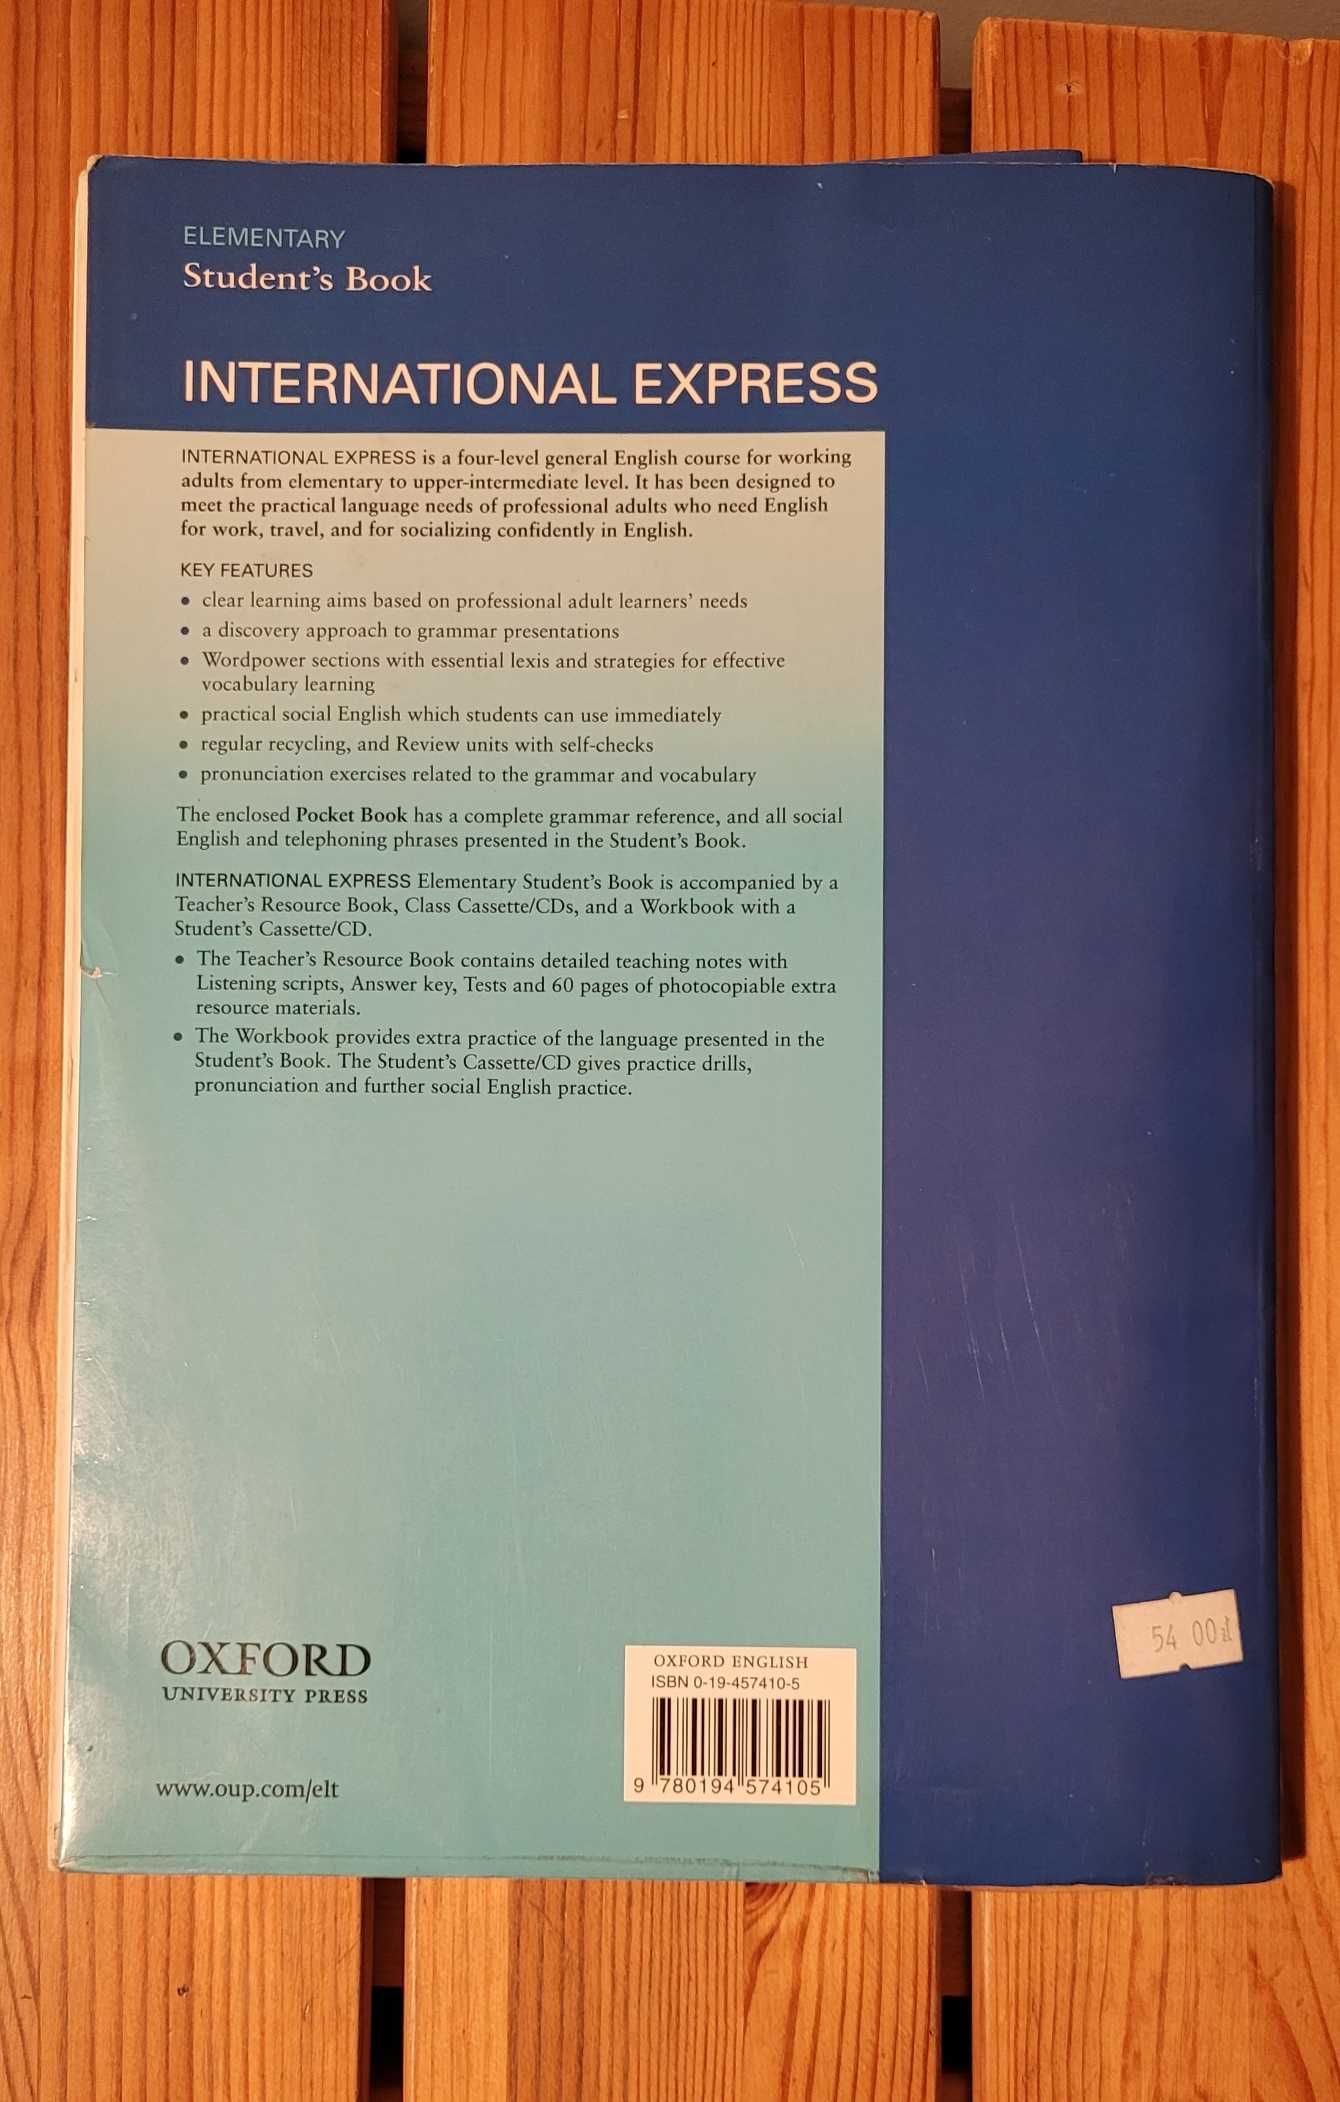 ELEMENTARY
Student's Book
INTERNATIONAL EXPRESS
INTERNATIONAL EXPRESS is a four-level general English course for working
adults from elementary to upper-intermediate level. It has been designed to
meet the practical language needs of professional adults who need English
for work, travel, and for socializing confidently in English.
KEY FEATURES
• clear learning aims based on professional adult learners' needs
• a discovery approach to grammar presentations
• Wordpower sections with essential lexis and strategies for effective
vocabulary learning
• practical social English which students can use immediately
• regular recycling, and Review units with self-checks
• pronunciation exercises related to the grammar and vocabulary
The enclosed Pocket Book has a complete grammar reference, and all social
English and telephoning phrases presented in the Student's Book.
INTERNATIONAL EXPRESS Elementary Student's Book is accompanied by a
Teacher's Resource Book, Class Cassette/CDs, and a Workbook with a
Student's Cassette/CD.
• The Teacher's Resource Book contains detailed teaching notes with
Listening scripts, Answer key, Tests and 60 pages of photocopiable extra
resource materials.
• The Workbook provides extra practice of the language presented in the
Student's Book. The Student's Cassette/CD gives practice drills,
pronunciation and further social English practice.
OXFORD
UNIVERSITY PRESS
www.oup.com/elt
OXFORD ENGLISH
ISBN 0-19-457410-5
9 780194 574105
54 00zł